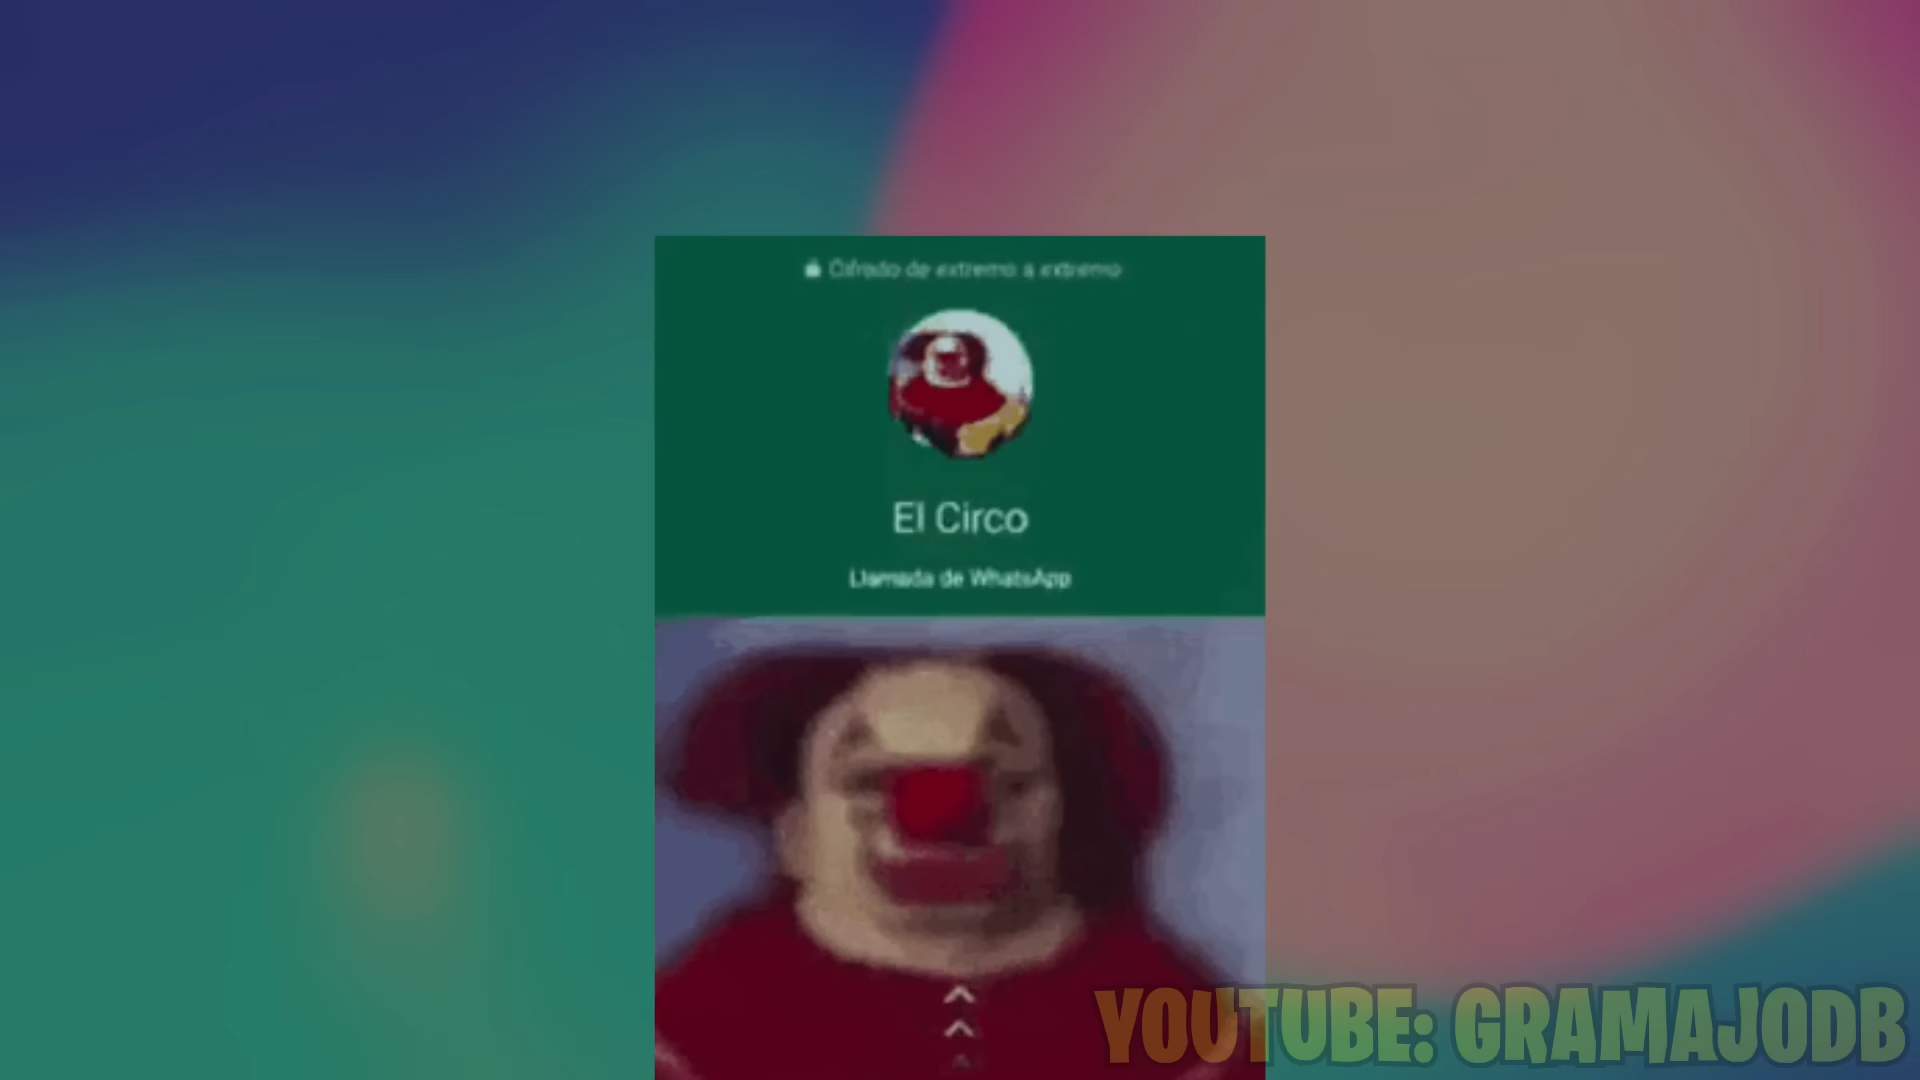 Cifrado de extremo a extremo
El Circo
Llamada de WhatsApp
YOUTUBE: GRAMAJODB